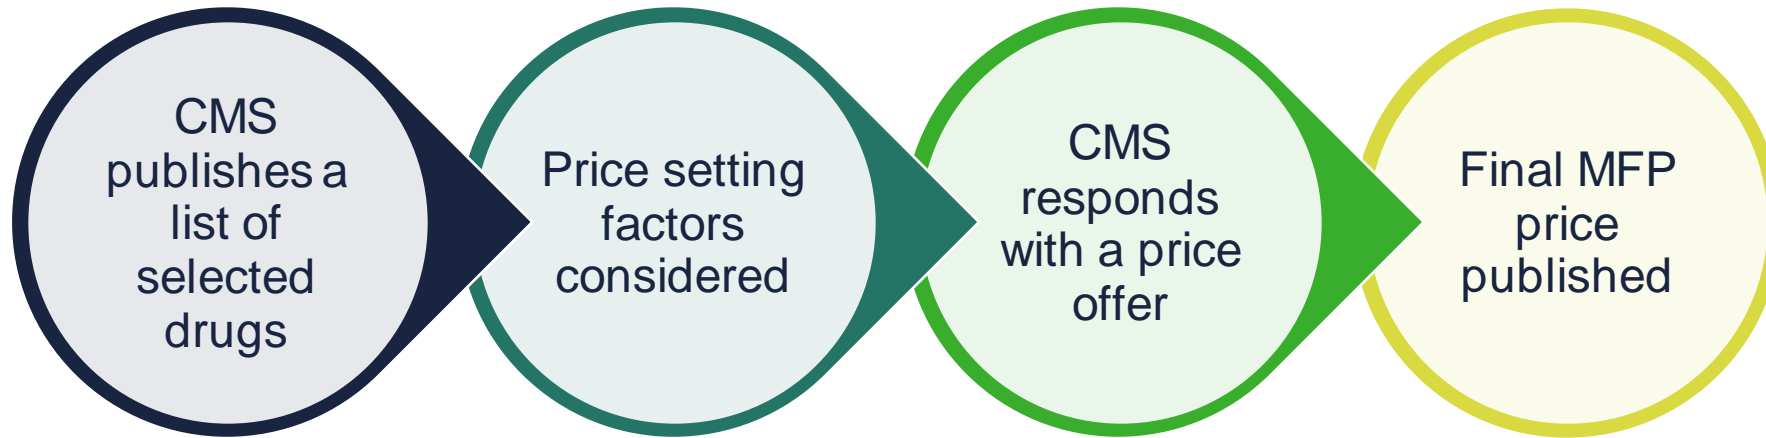 CMS
publishes a
list of
selected
drugs
Price setting
factors
considered
CMS
responds
with a price
offer
Final MFP
price
published